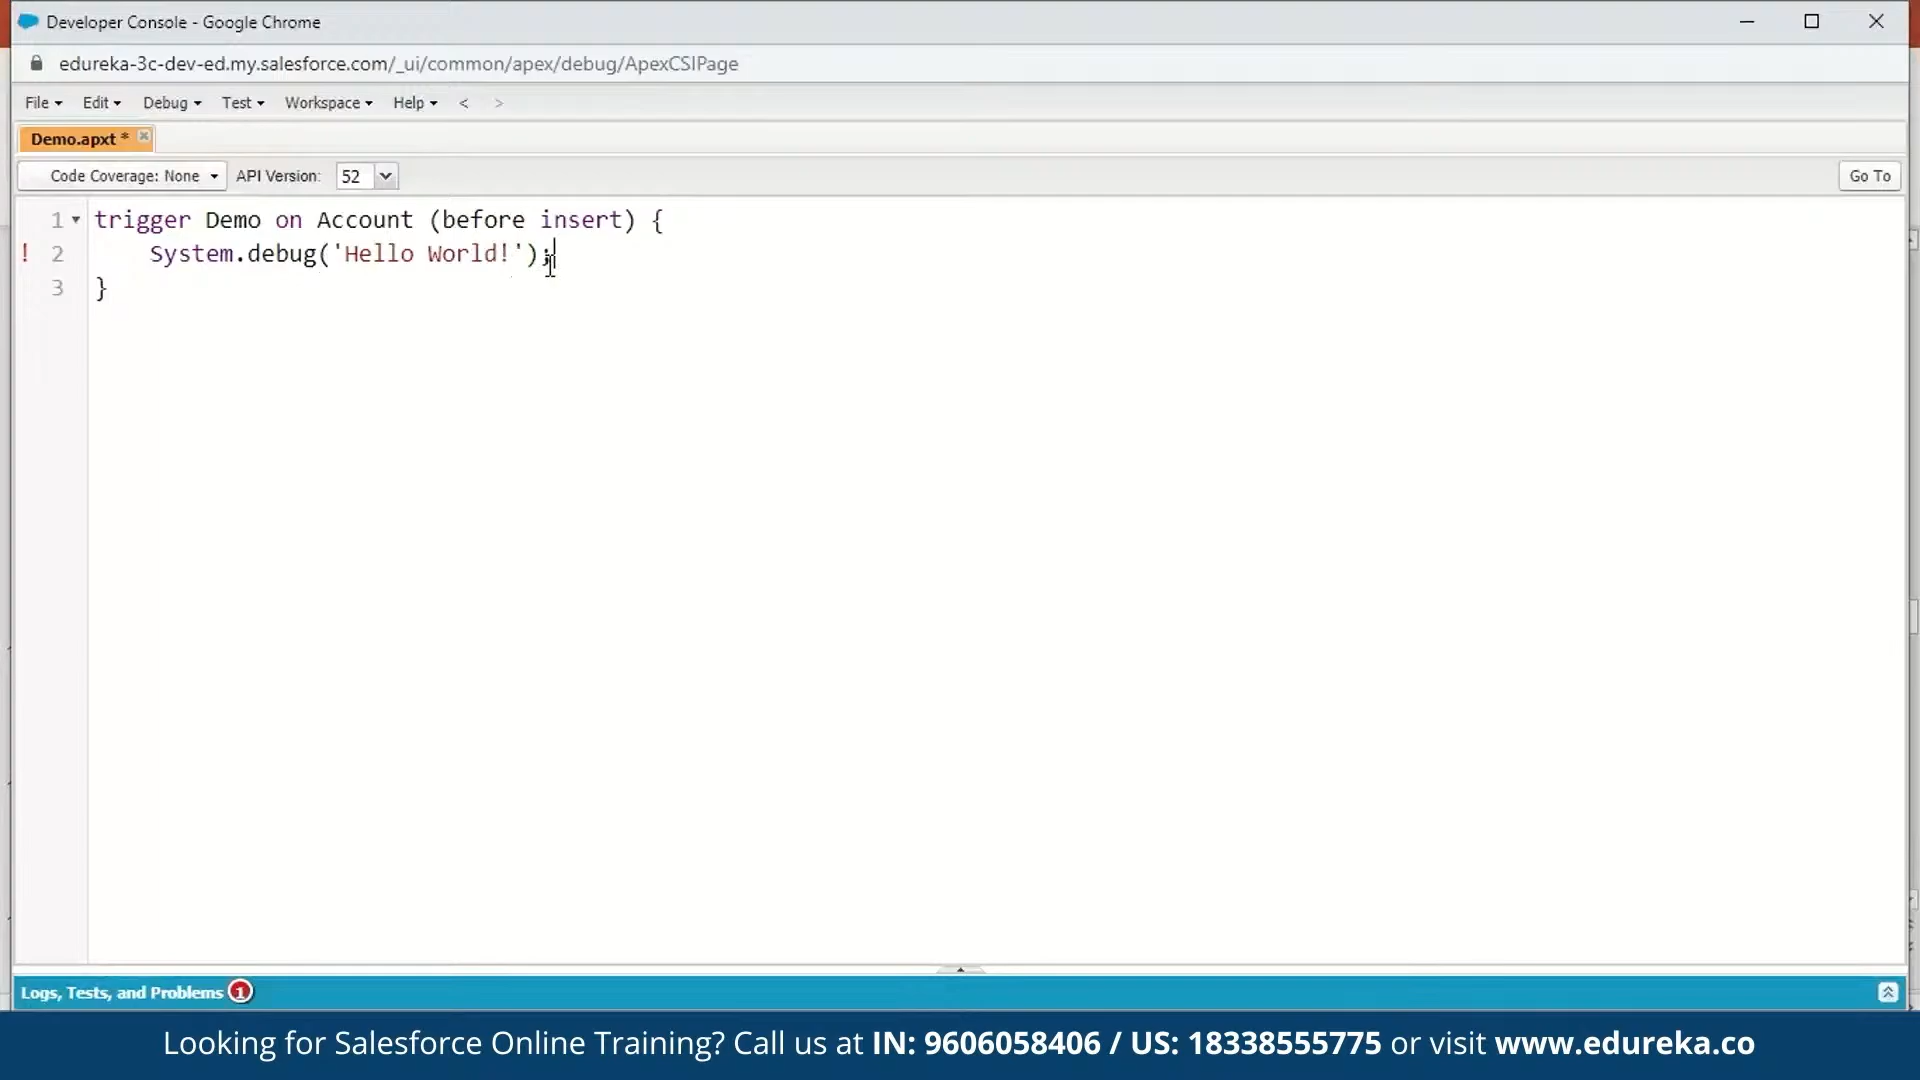 Developer Console - Google Chrome
edureka-3c-dev-ed.my.salesforce.com/_ui/common/apex/debug/ApexCSIPage
File Edit Debug Test Workspace Help < >
Demo.apxt *
Code Coverage: None API Version: 52 Go To
1 trigger Demo on Account (before insert) {
! 2 System.debug('Hello World!');
3 }
Logs, Tests, and Problems 1
Looking for Salesforce Online Training? Call us at IN: 9606058406 / US: 18338555775 or visit www.edureka.co